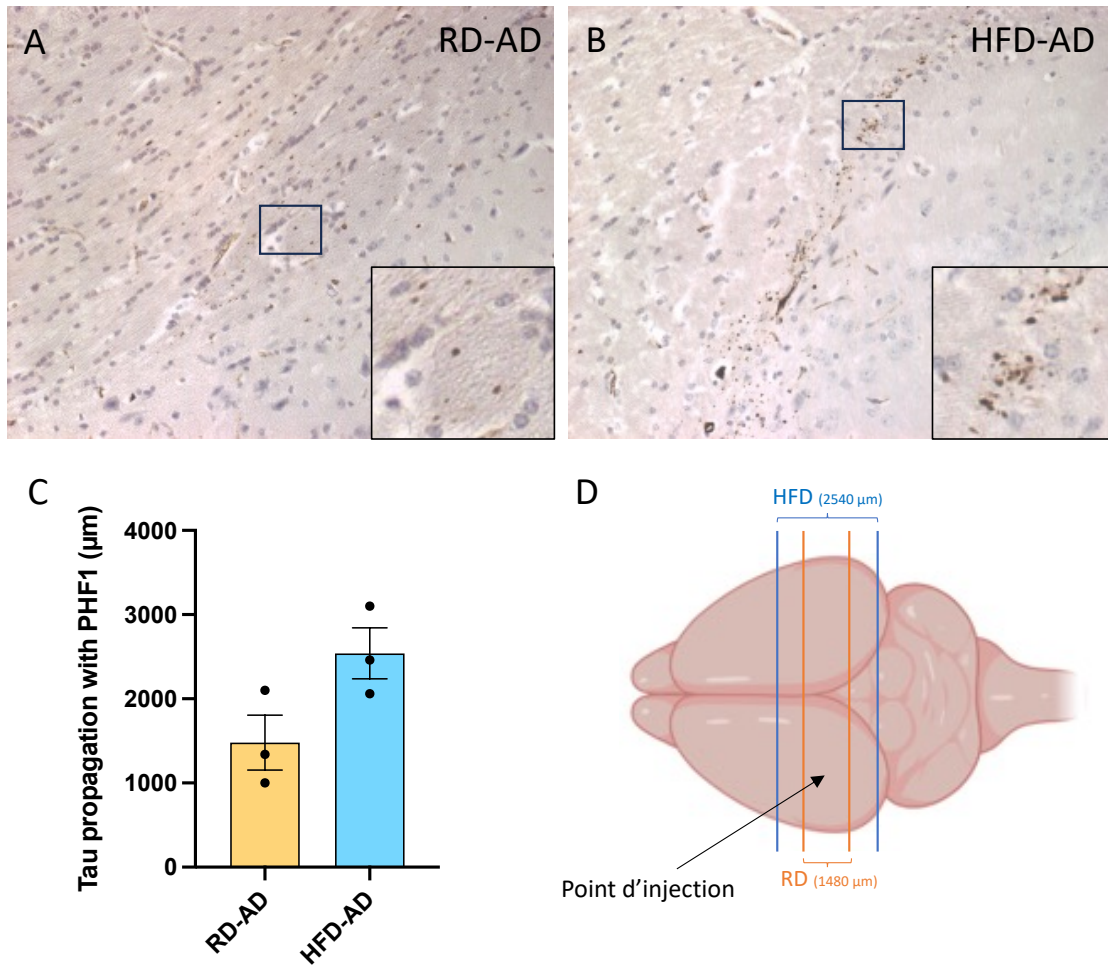 A
RD-AD
B
HFD-AD
C
Tau propagation with PHF1 (µm)
4000
3000
2000
1000
0
RD-AD
HFD-AD
D
HFD (2540 µm)
Point d’injection
RD (1480 µm)